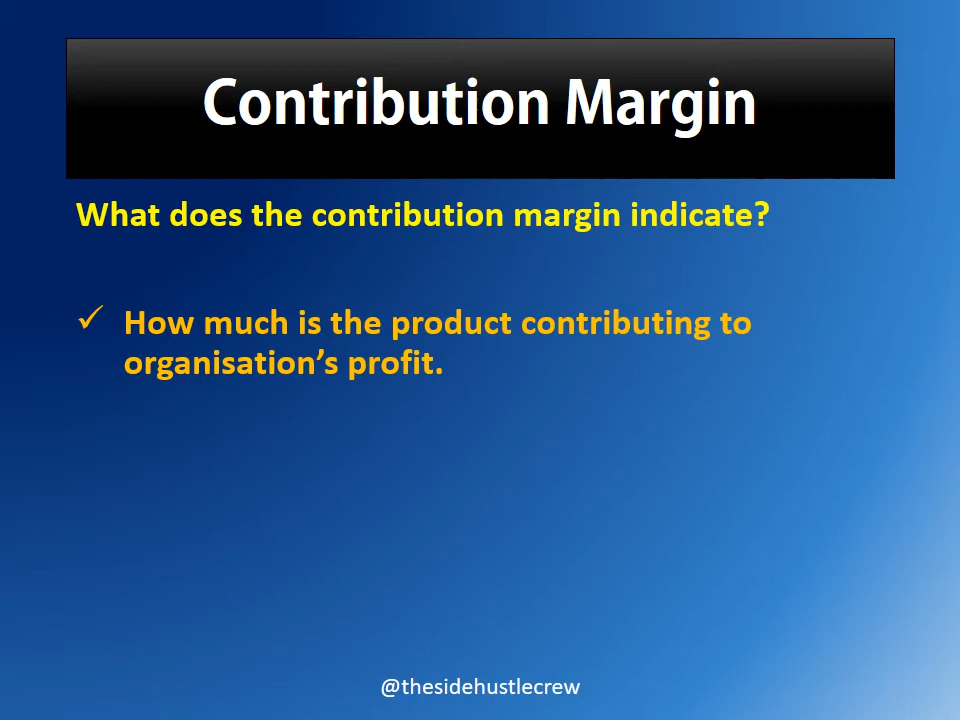 Contribution Margin
What does the contribution margin indicate?
✓ How much is the product contributing to
organisation’s profit.
@thesidehustlecrew